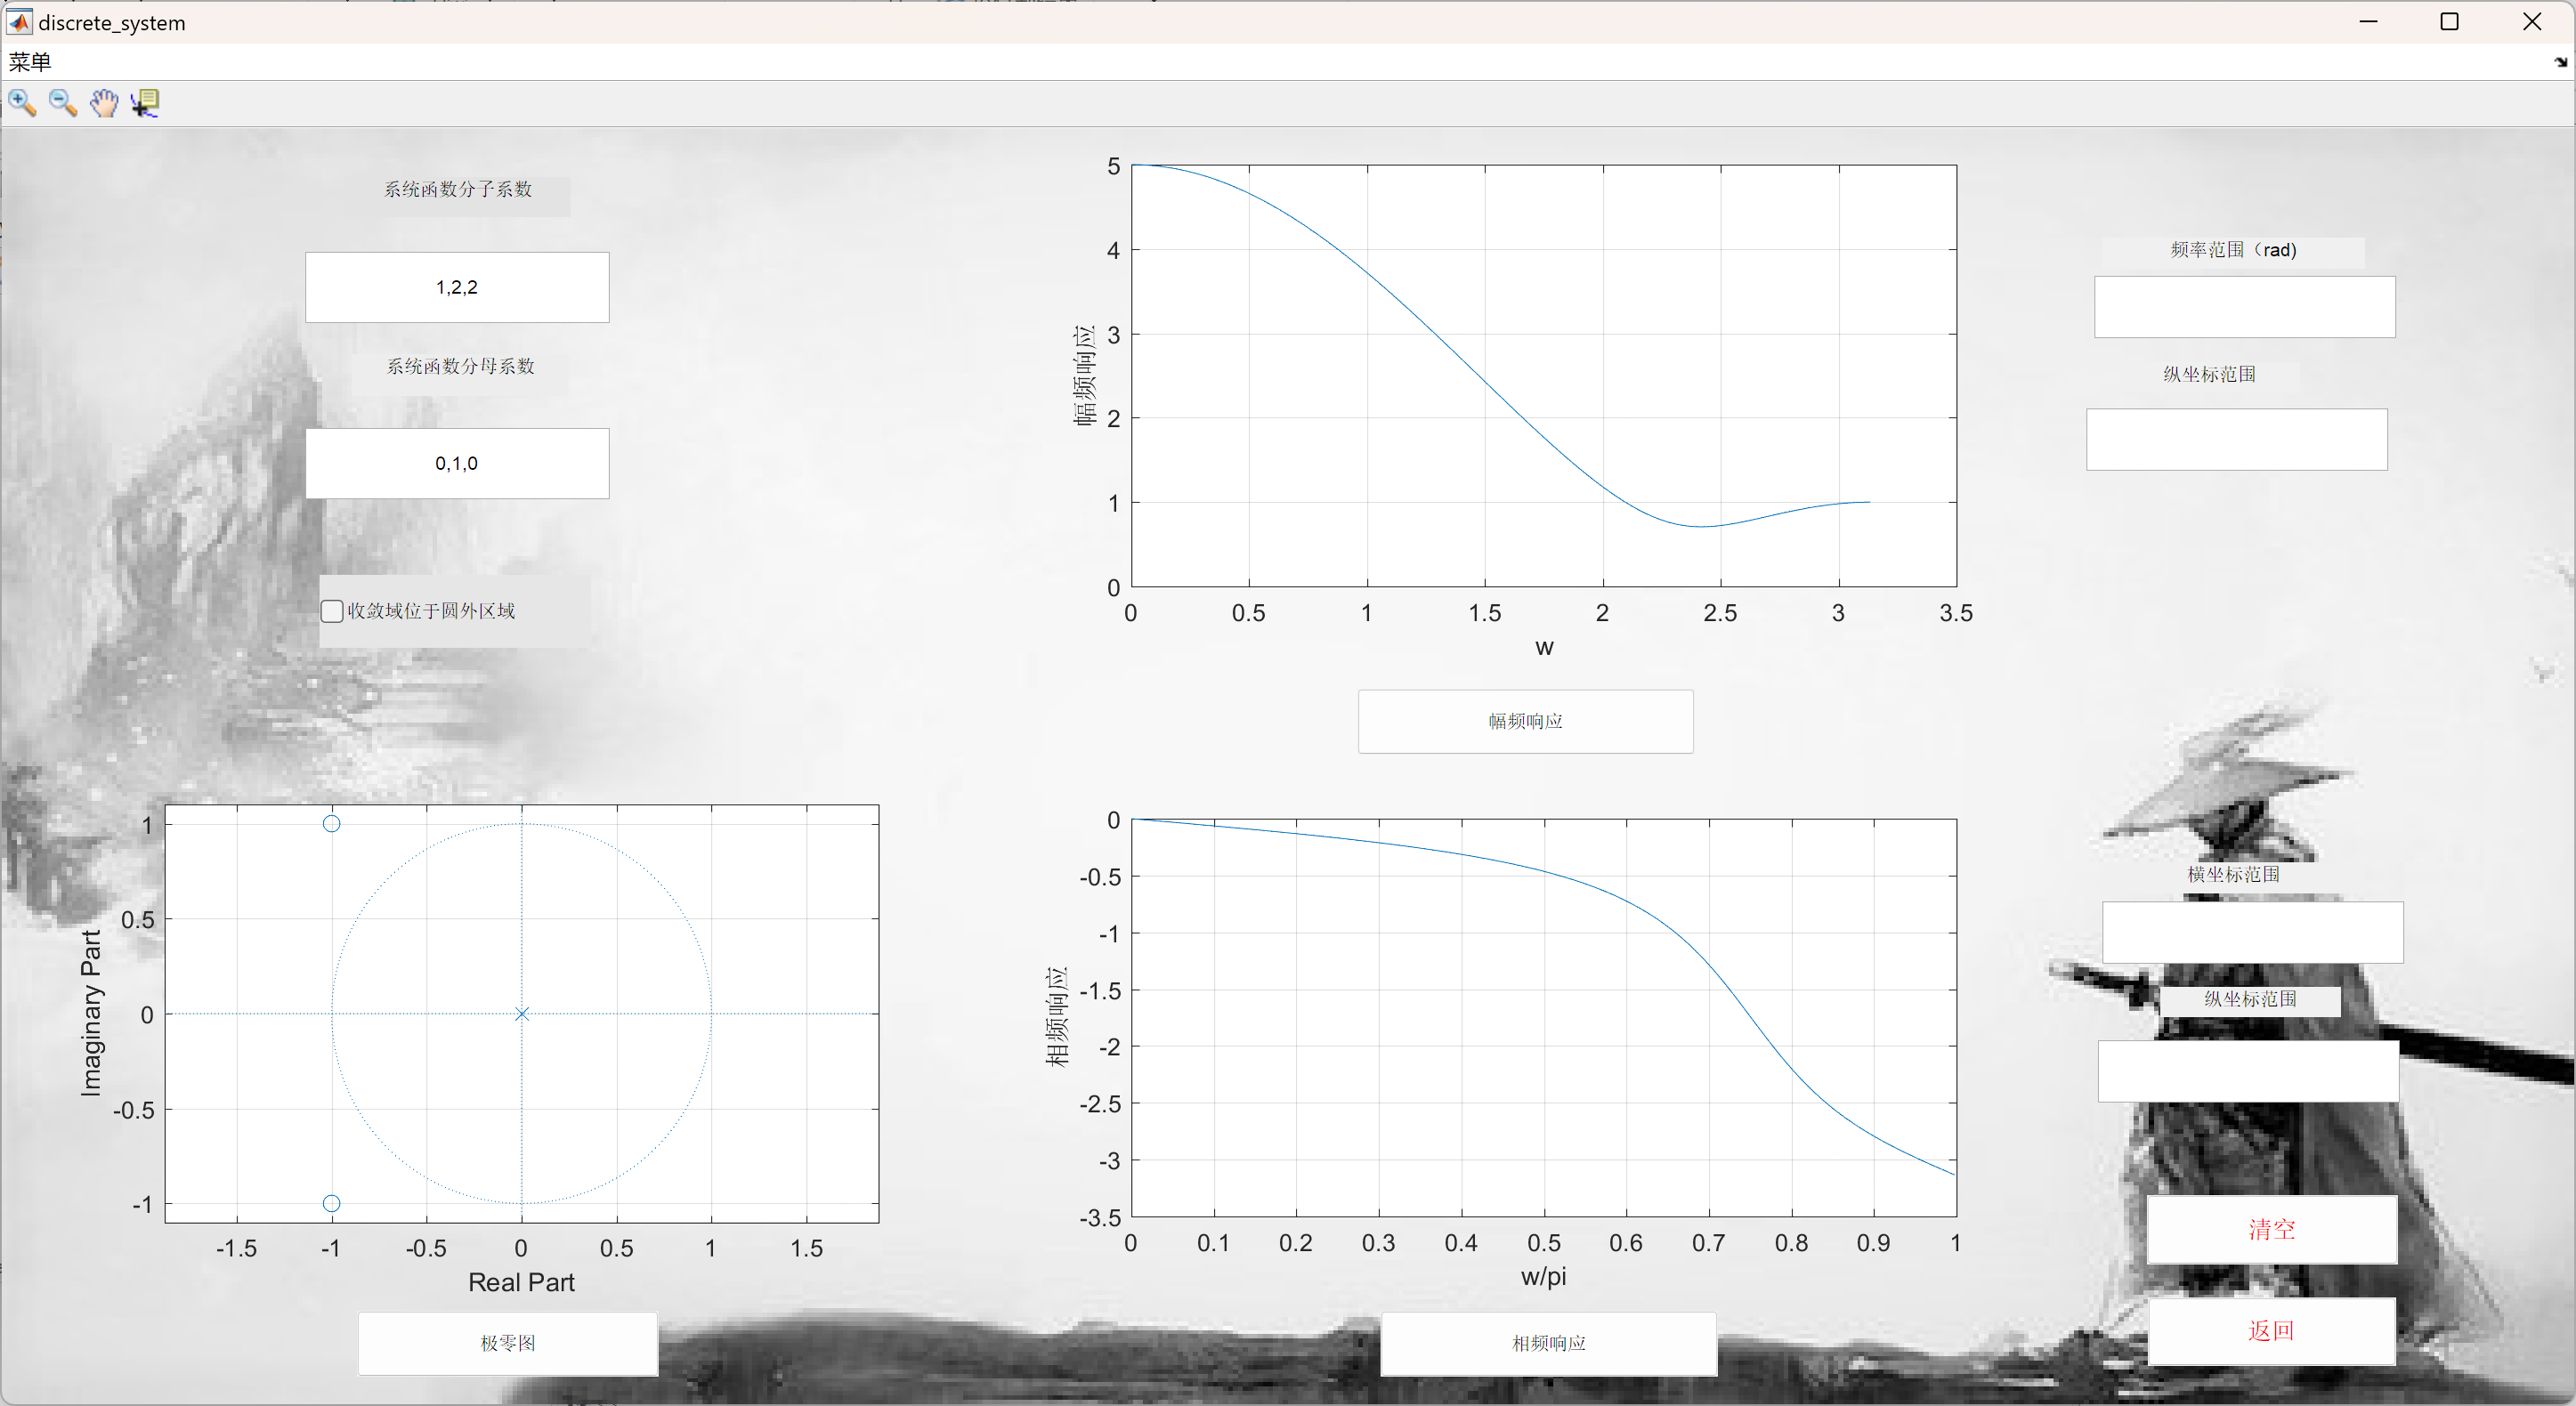 discrete_system
菜单
系统函数分子系数
1,2,2
系统函数分母系数
0,1,0
收敛域位于圆外区域
1
0.5
0
-0.5
-1
Imaginary Part
-1.5 -1 -0.5 0 0.5 1 1.5
Real Part
极零图
5
4
3
2
1
0
幅频响应
0 0.5 1 1.5 2 2.5 3 3.5
w
幅频响应
0
-0.5
-1
-1.5
-2
-2.5
-3
-3.5
相频响应
0 0.1 0.2 0.3 0.4 0.5 0.6 0.7 0.8 0.9 1
w/pi
相频响应
频率范围（rad)
纵坐标范围
横坐标范围
纵坐标范围
清空
返回